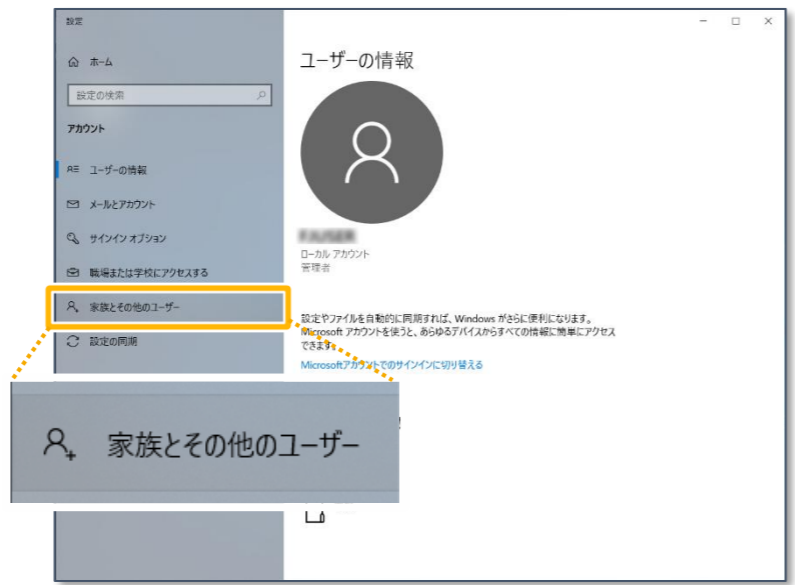 設定
ホーム
設定の検索
アカウント
ユーザーの情報
メールとアカウント
サインイン オプション
職場または学校にアクセスする
家族とその他のユーザー
設定の同期
家族とその他のユーザー
ユーザーの情報
ローカル アカウント
管理者
設定やファイルを自動的に同期すれば、Windows がさらに便利になります。
Microsoft アカウントを使うと、あらゆるデバイスからすべての情報に簡単にアクセス
できます。
Microsoftアカウントでのサインインに切り替える